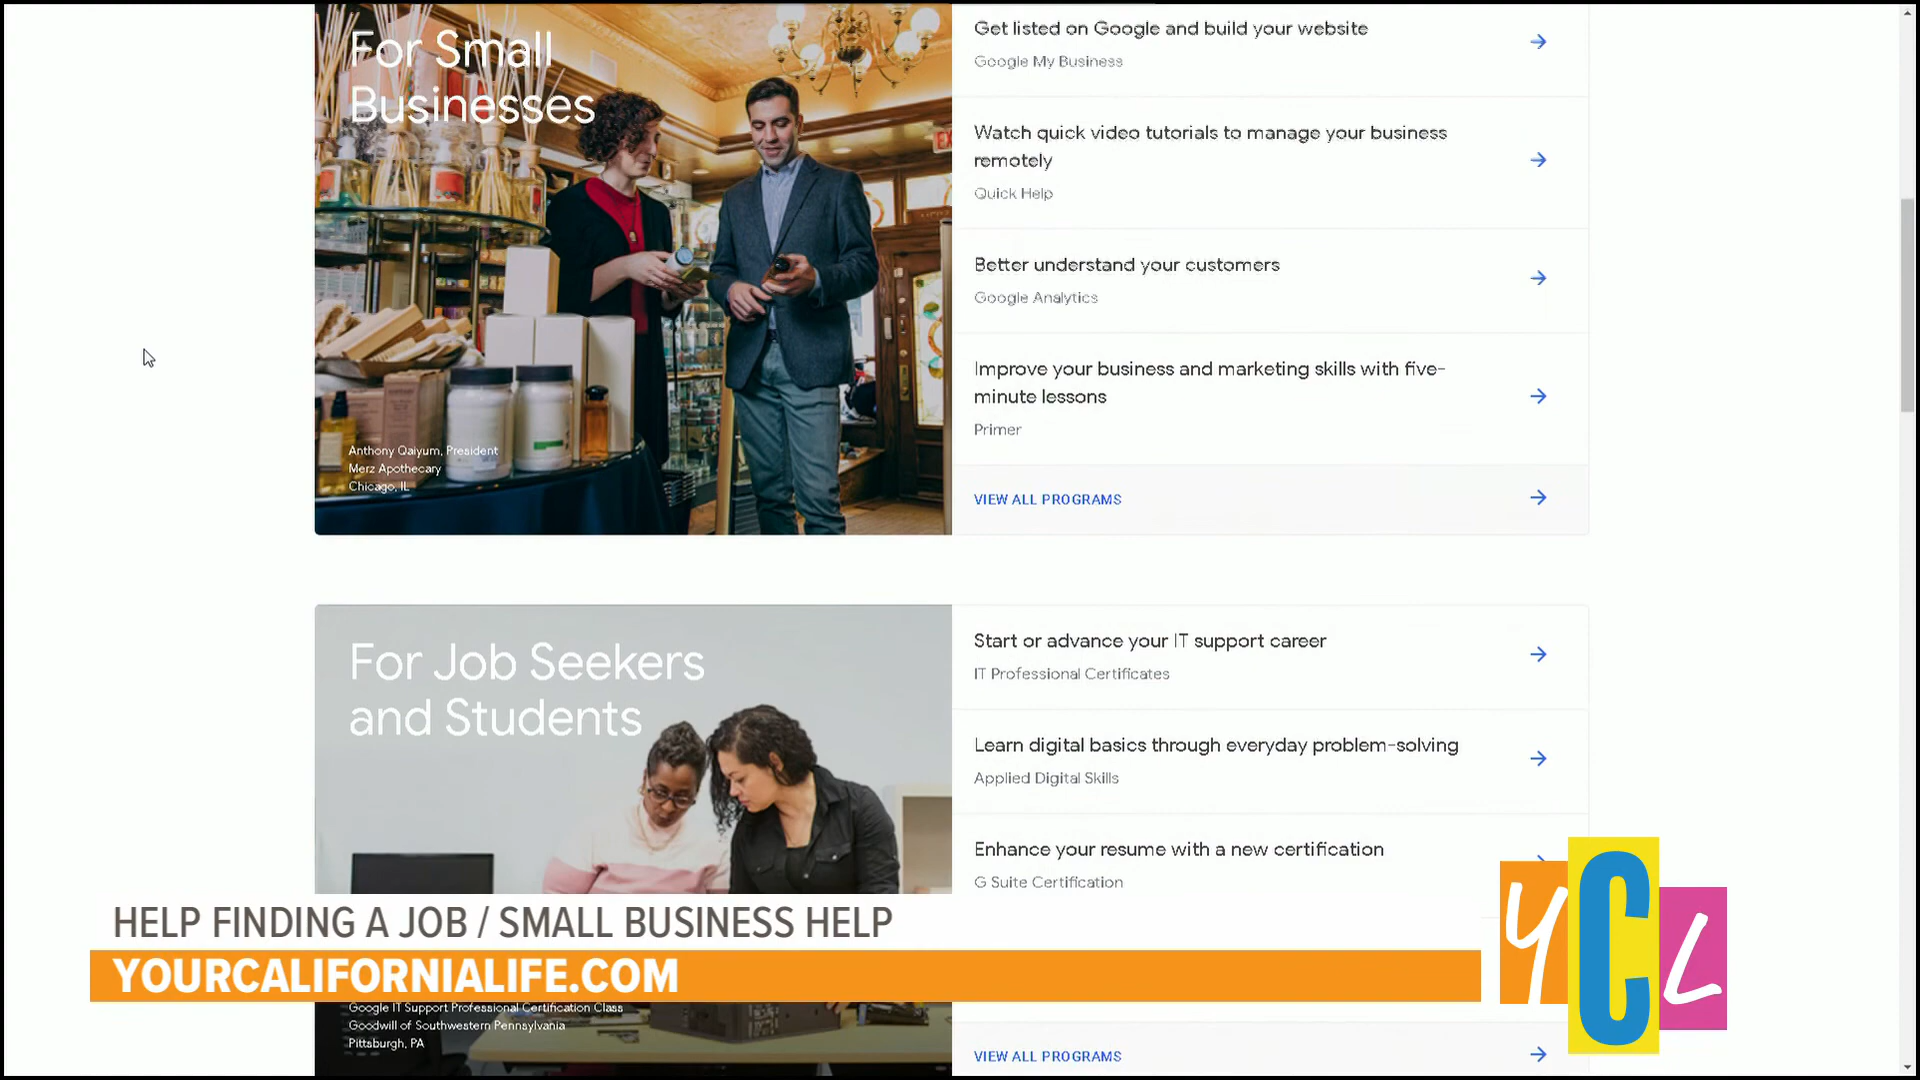 For Small
Businesses
Anthony Qaiyum, President
Merz Apothecary
Chicago, IL
Get listed on Google and build your website
Google My Business
Watch quick video tutorials to manage your business
remotely
Quick Help
Better understand your customers
Google Analytics
Improve your business and marketing skills with five-
minute lessons
Primer
VIEW ALL PROGRAMS
For Job Seekers
and Students
Start or advance your IT support career
IT Professional Certificates
Learn digital basics through everyday problem-solving
Applied Digital Skills
Enhance your resume with a new certification
G Suite Certification
HELP FINDING A JOB / SMALL BUSINESS HELP
YOURCALIFORNIALIFE.COM
YCL
Google IT Support Professional Certification Class
Goodwill of Southwestern Pennsylvania
Pittsburgh, PA
VIEW ALL PROGRAMS